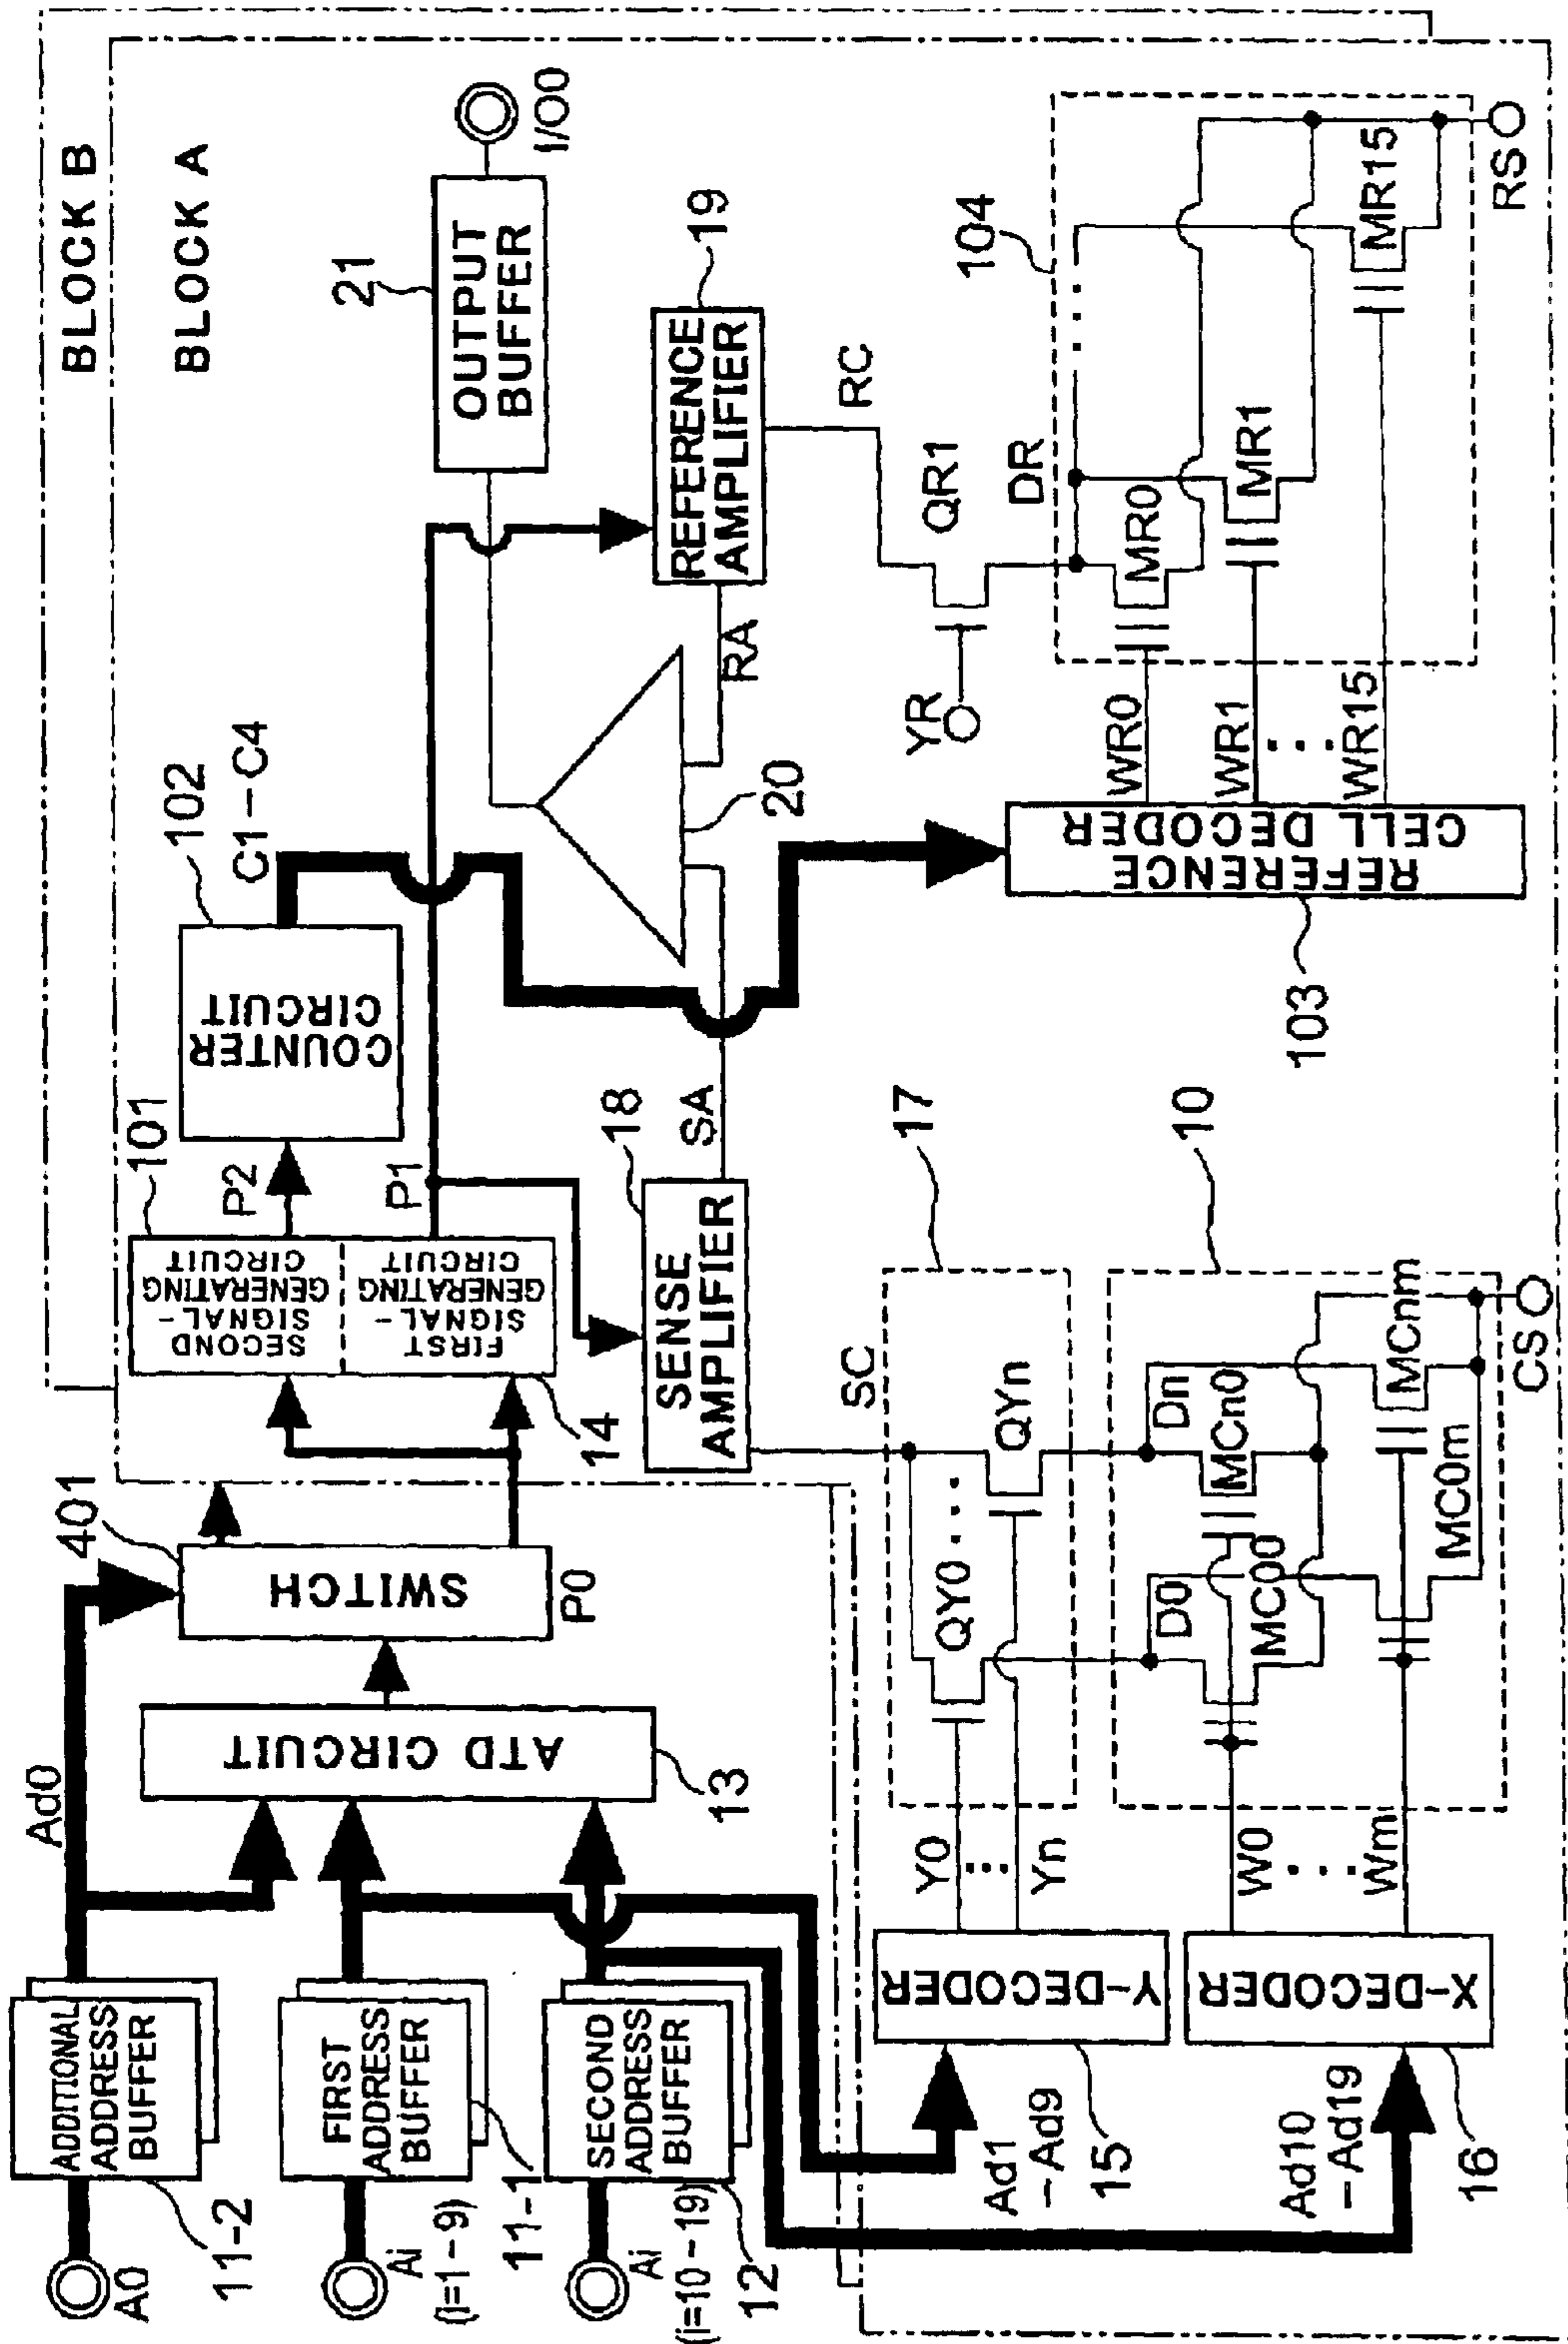 BLOCK B
BLOCK A
A0
ADDITIONAL
ADDRESS
BUFFER
11-2
Ad0
Ai
(i=1-9)
FIRST
ADDRESS
BUFFER
11-1
Ai
(i=10-19)
SECOND
ADDRESS
BUFFER
12
ATD CIRCUIT
13
SWITCH
401
P0
SECOND
SIGNAL-
GENERATING
CIRCUIT
101
FIRST
SIGNAL-
GENERATING
CIRCUIT
14
P2
P1
COUNTER
CIRCUIT
102
C1-C4
OUTPUT
BUFFER
21
I/O0
SENSE
AMPLIFIER
18
SA
20
RA
REFERENCE
AMPLIFIER
19
RC
Ad1
-Ad9
Y-DECODER
15
Y0
Yn
SC
17
QY0
QYn
Ad10
-Ad19
X-DECODER
16
W0
Wm
10
D0
Dn
MC00
MCn0
MC0m
MCnm
CS
REFERENCE
CELL DECODER
103
YR
QR1
DR
WR0
WR1
WR15
MR0
MR1
MR15
104
RS